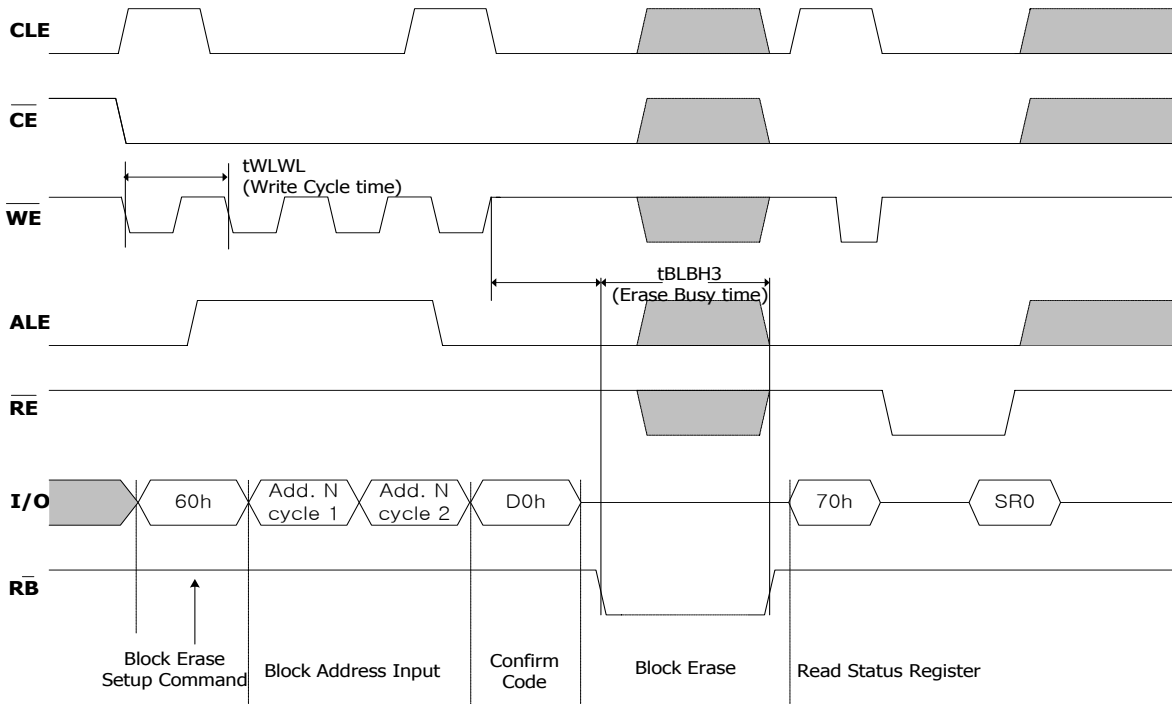 CLE
CE
tWLWL
(Write Cycle time)
WE
tBLBH3
(Erase Busy time)
ALE
RE
I/O
60h
Add. N
cycle 1
Add. N
cycle 2
D0h
70h
SR0
RB
Block Erase
Setup Command
Block Address Input
Confirm
Code
Block Erase
Read Status Register